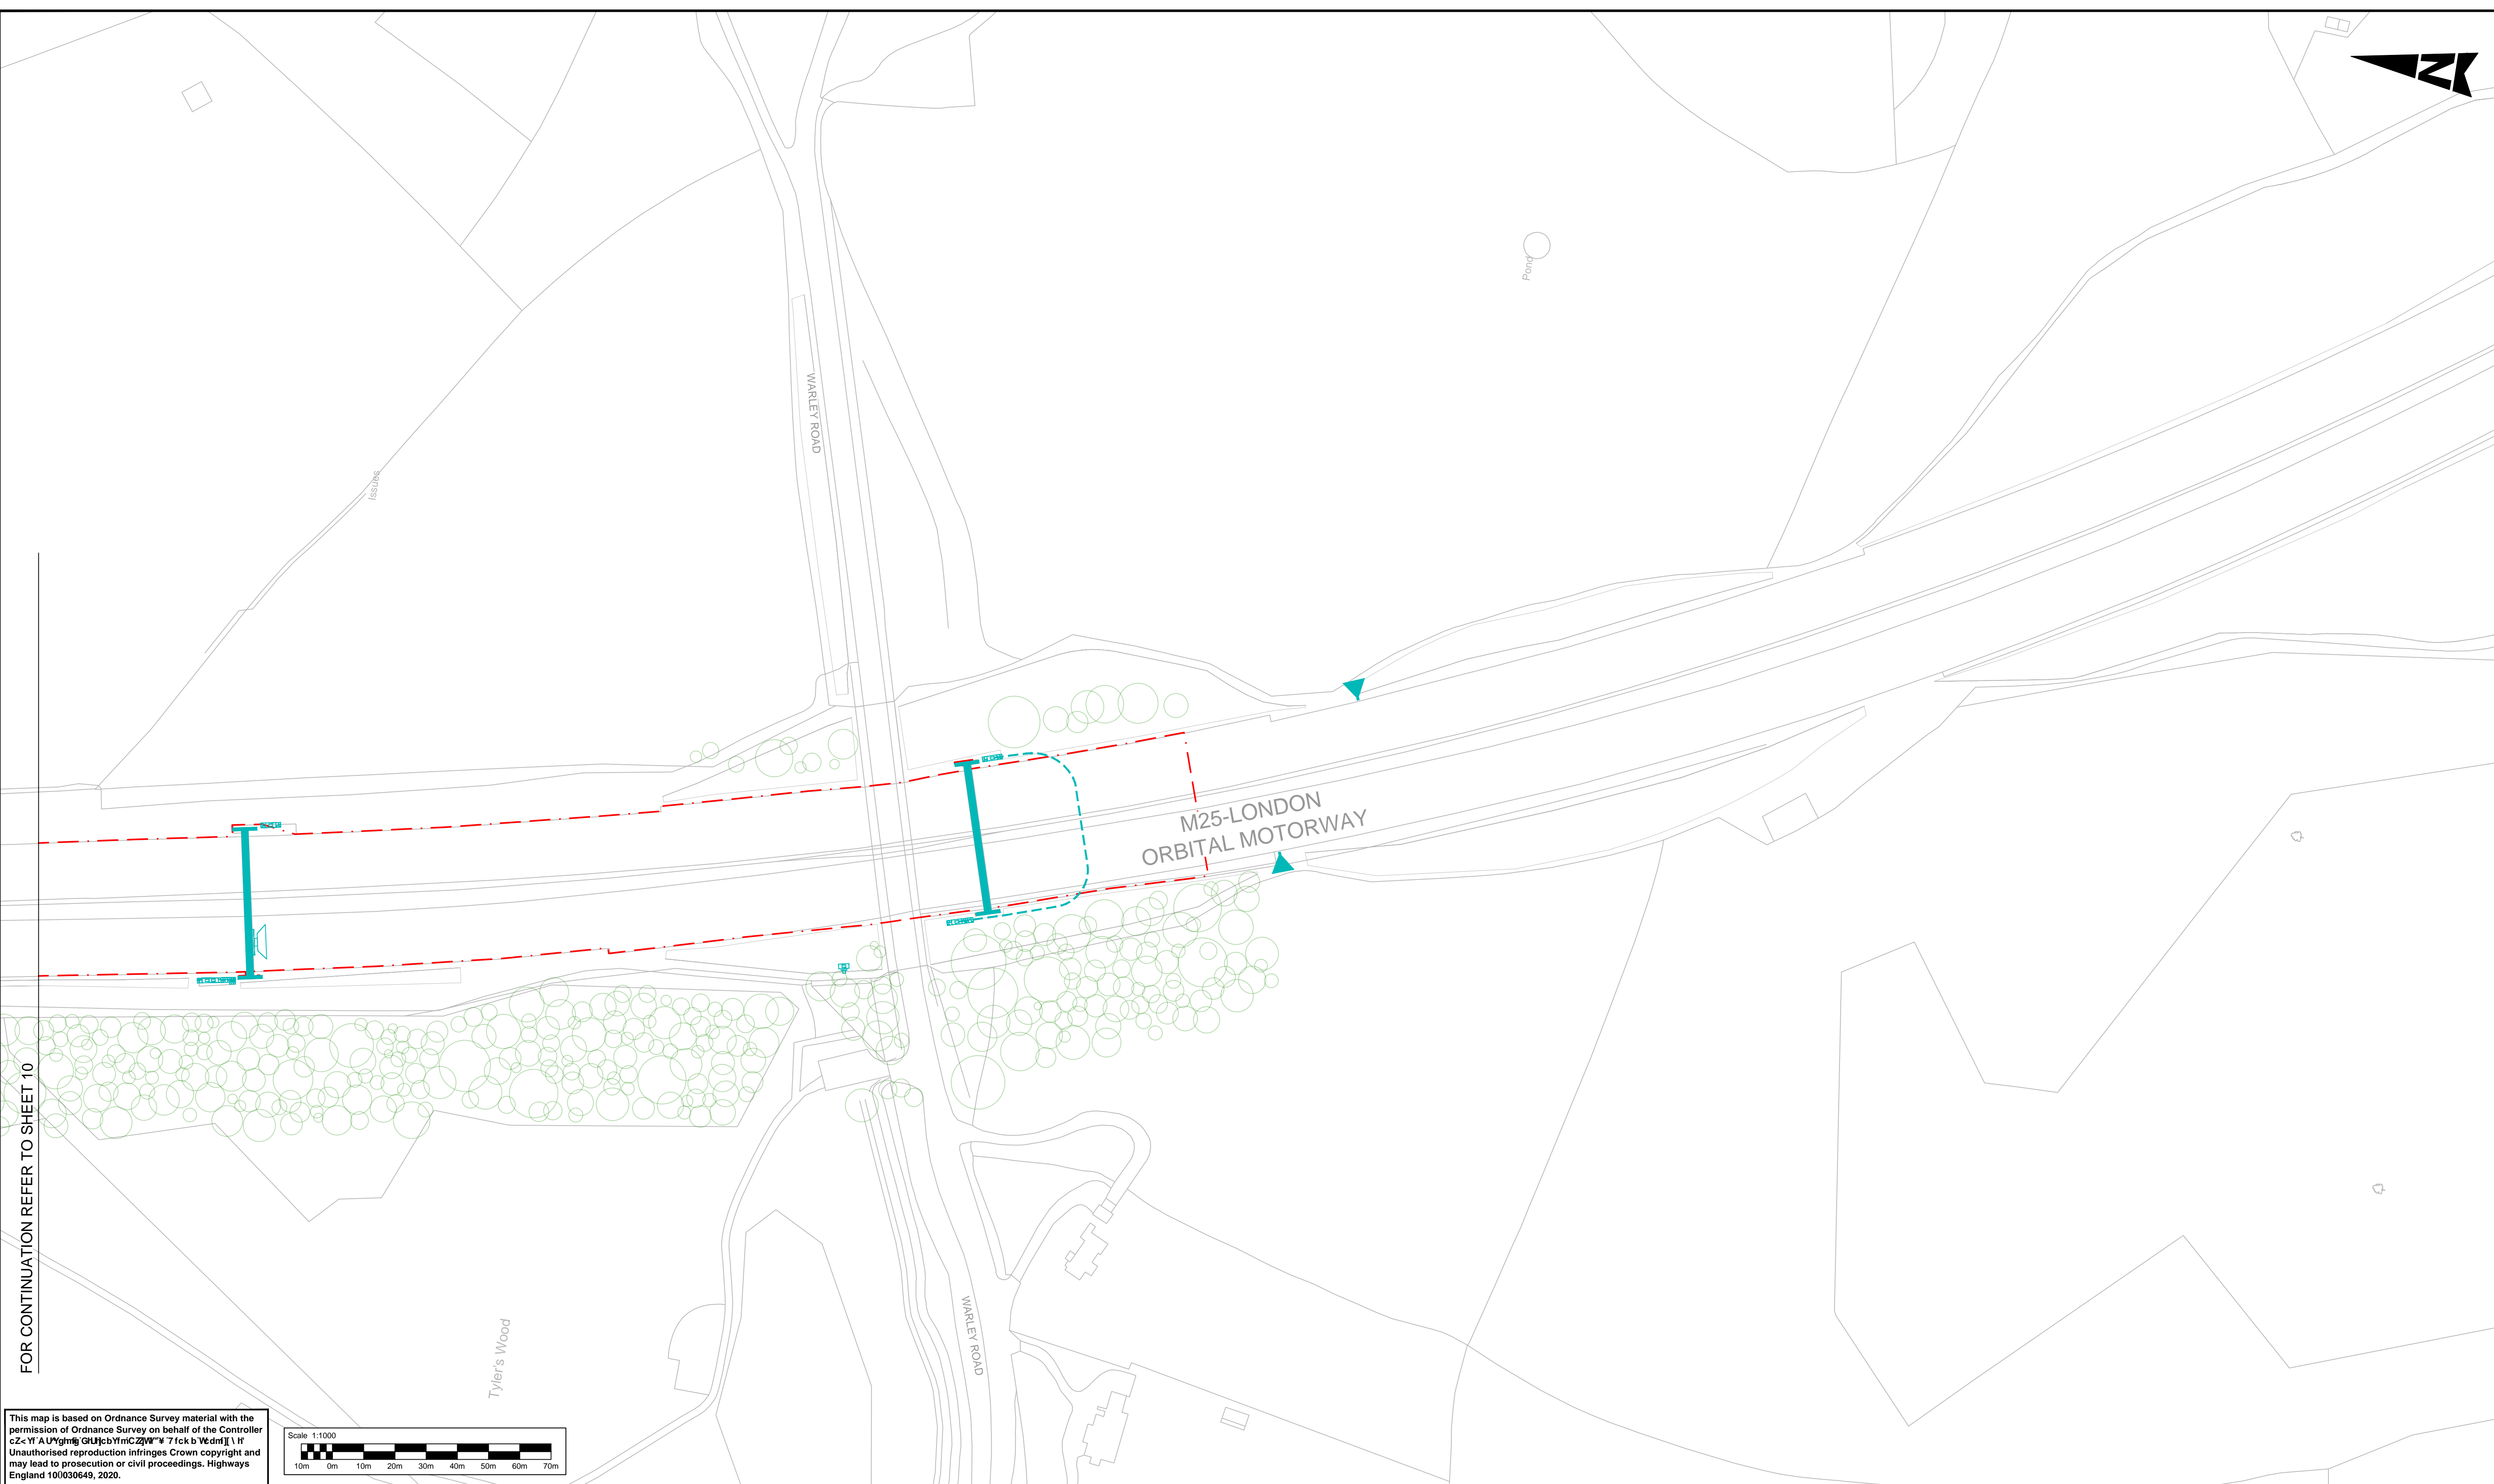 N
Pond
WARLEY ROAD
Issues
M25-LONDON
ORBITAL MOTORWAY
FOR CONTINUATION REFER TO SHEET 10
WARLEY ROAD
Tyler's Wood
This map is based on Ordnance Survey material with the
permission of Ordnance Survey on behalf of the Controller
Unauthorised reproduction infringes Crown copyright and
may lead to prosecution or civil proceedings. Highways
England 100030649, 2020.
Scale 1:1000
10m 0m 10m 20m 30m 40m 50m 60m 70m